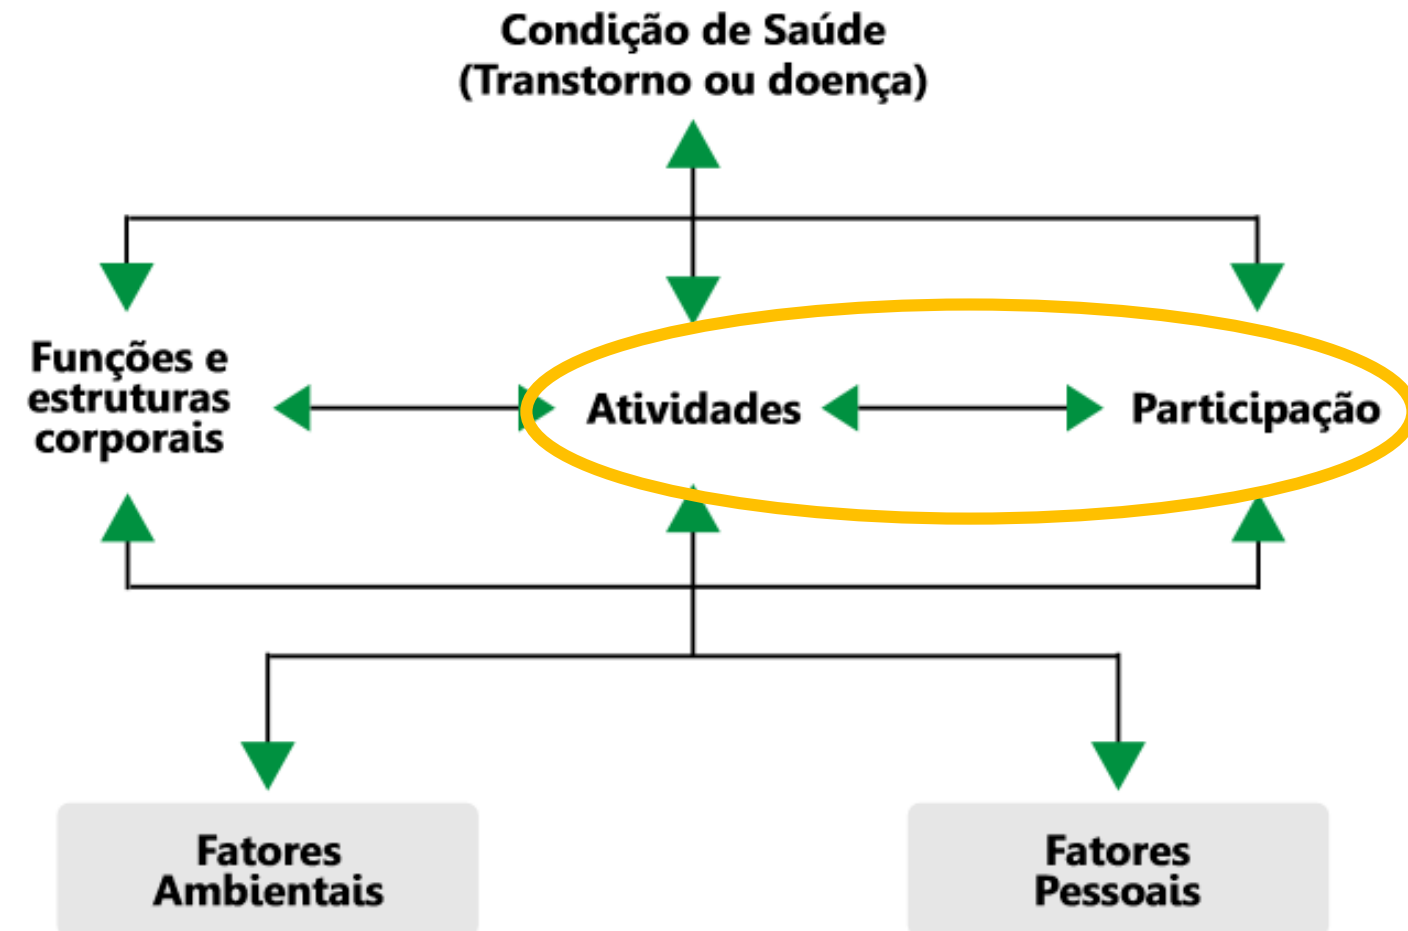 Condição de Saúde
(Transtorno ou doença)
Funções e
estruturas
corporais
Atividades
Participação
Fatores
Ambientais
Fatores
Pessoais